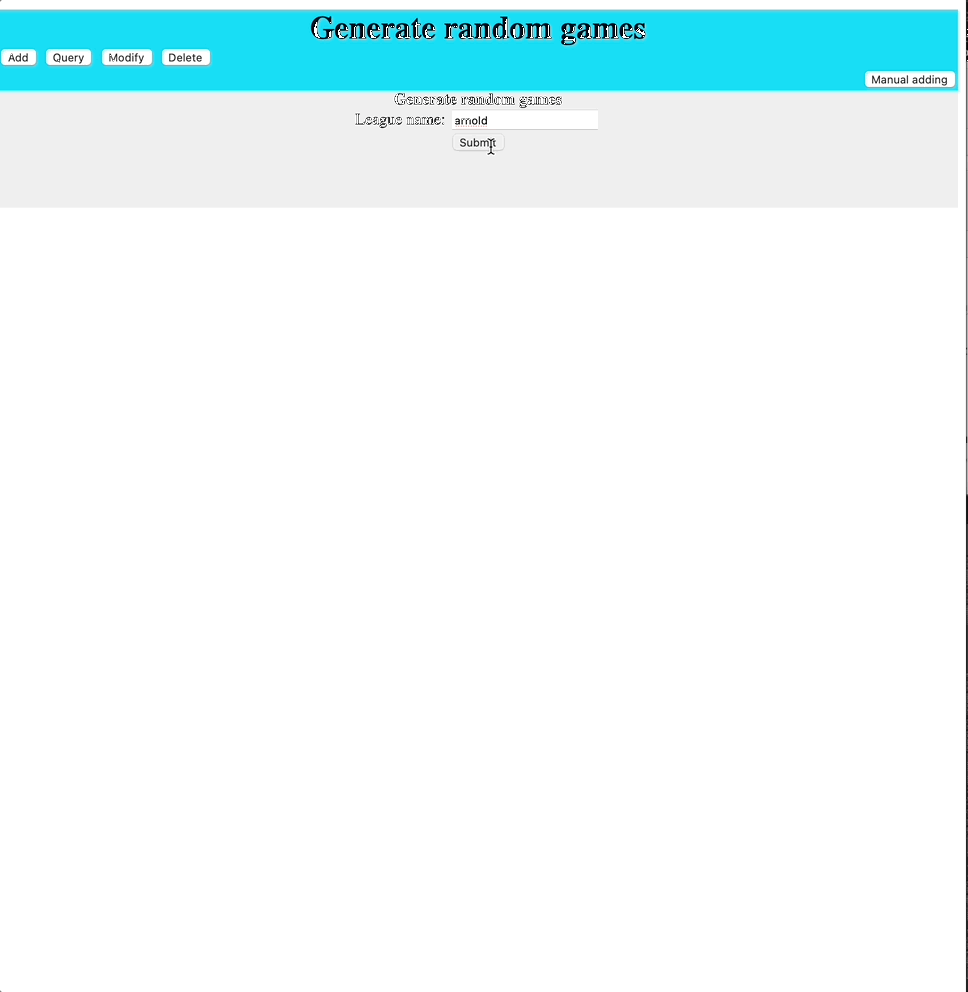 Generate random games
Add Query Modify Delete
Manual adding
Generate random games
League name: arnold
Submit